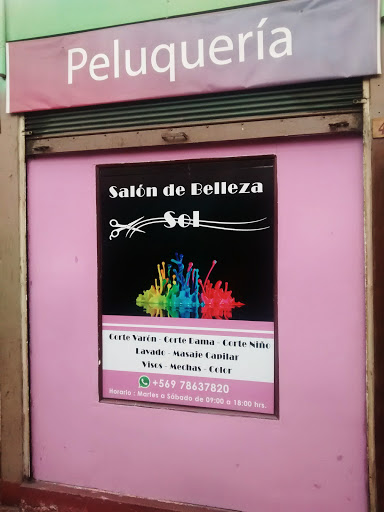 Peluquería
Salón de Belleza
Sol
Corte Varón - Corte Dama - Corte Niño
Lavado - Masaje Capilar
Visos - Mechas - Color
+569 78637820
Horario : Martes a Sábado de 09:00 a 18:00 hrs.